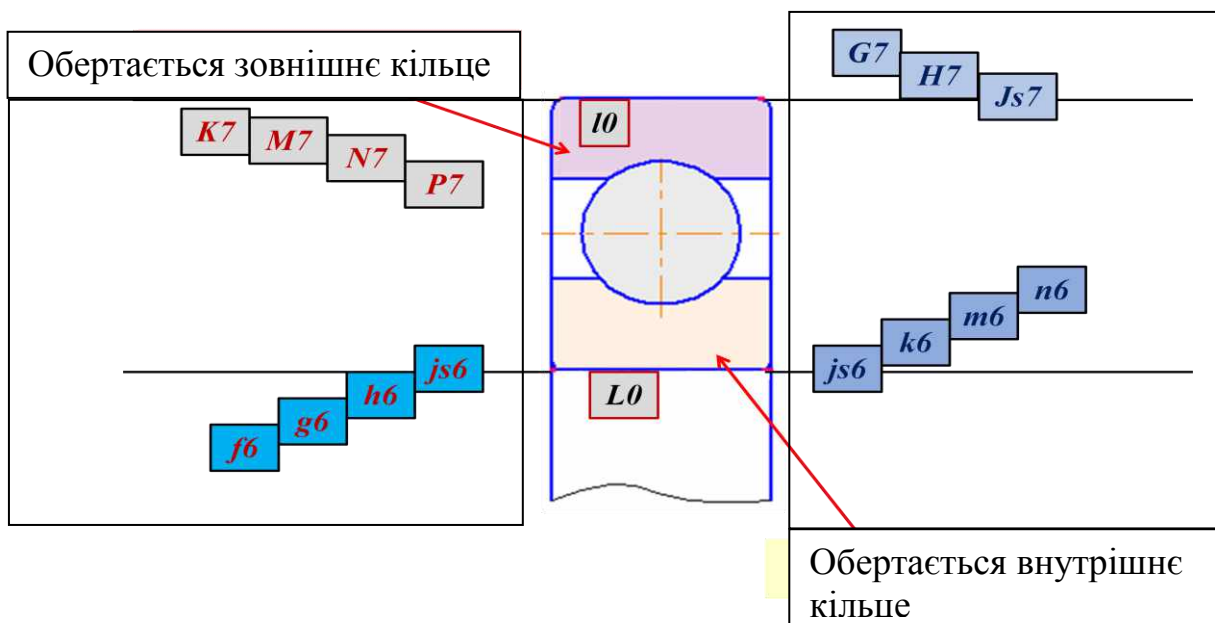 Обертається зовнішнє кільце
K7
M7
N7
P7
l0
G7
H7
Js7
f6
g6
h6
js6
L0
js6
k6
m6
n6
Обертається внутрішнє
кільце